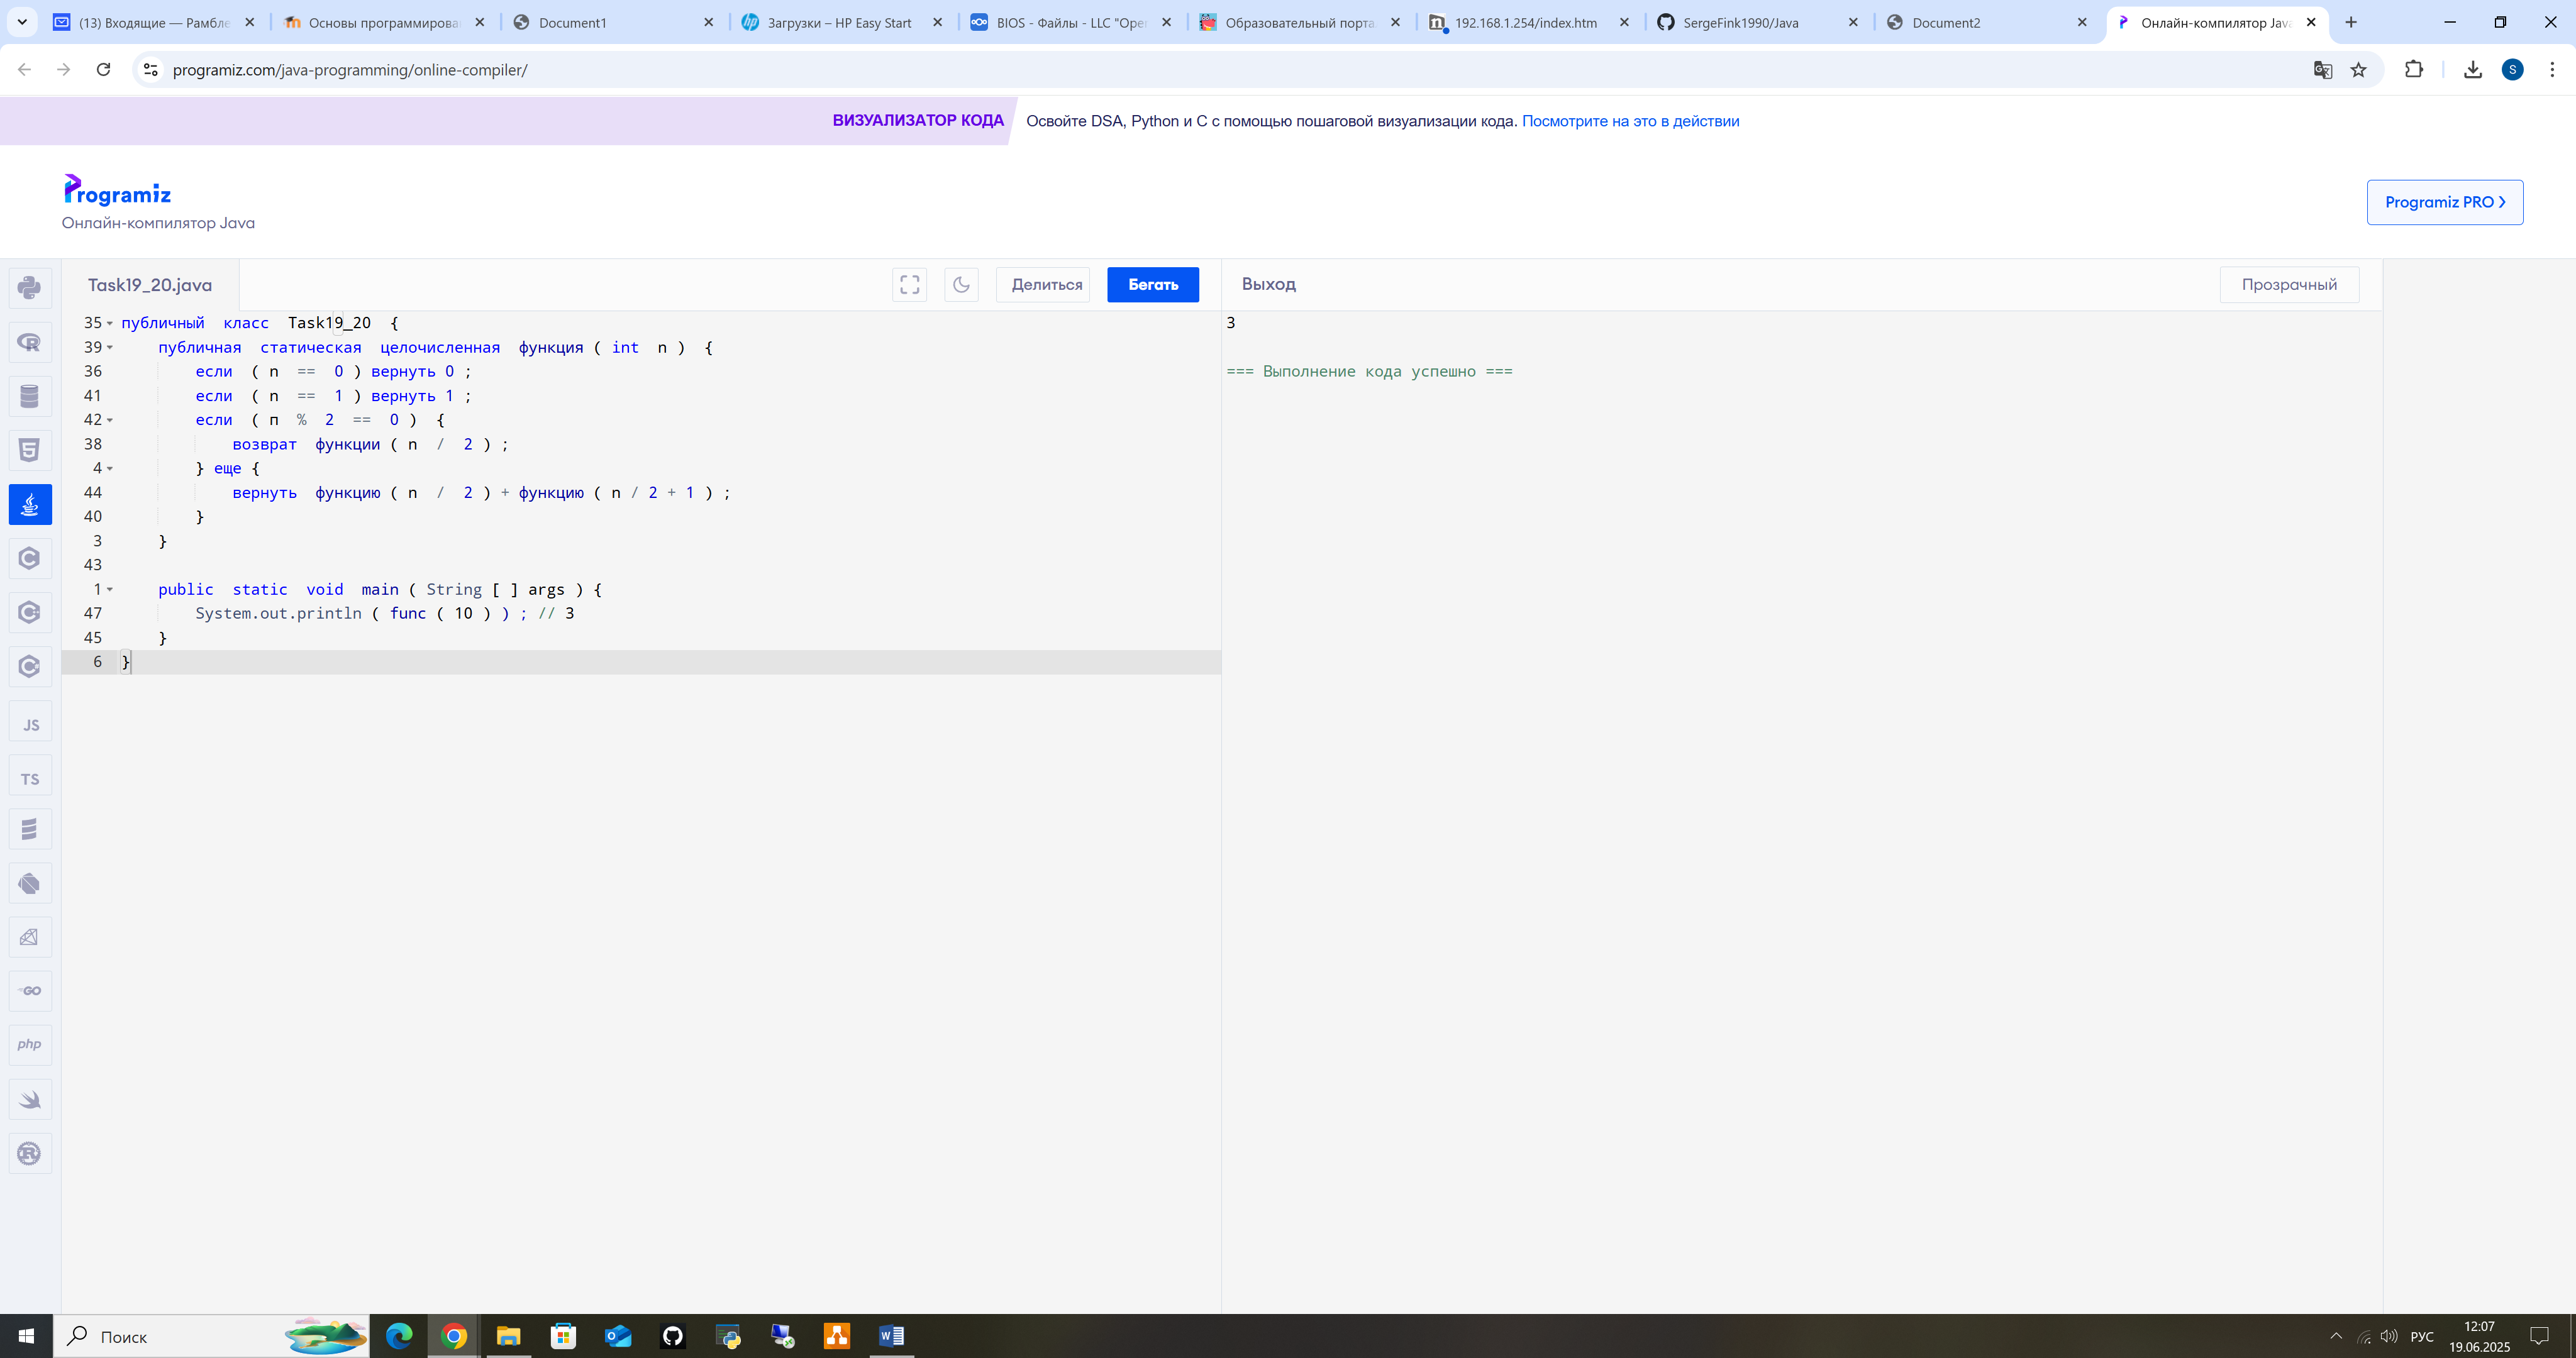 (13) Входящие — Рамбле
Основы программирова
Document1
Загрузки – HP Easy Start
BIOS - Файлы - LLC "Oper
Образовательный порта
192.168.1.254/index.htm
SergeFink1990/Java
Document2
Онлайн-компилятор Java
programiz.com/java-programming/online-compiler/
S
ВИЗУАЛИЗАТОР КОДА
Освойте DSA, Python и C с помощью пошаговой визуализации кода. Посмотрите на это в действии
Programiz
Онлайн-компилятор Java
Programiz PRO
Task19_20.java
Делиться
Бегать
Выход
Прозрачный
35 публичный класс Task19_20 {
39 публичная статическая целочисленная функция ( int n ) {
36 если ( n == 0 ) вернуть 0 ;
41 если ( n == 1 ) вернуть 1 ;
42 если ( п % 2 == 0 ) {
38 возврат функции ( n / 2 ) ;
4 } еще {
44 вернуть функцию ( n / 2 ) + функцию ( n / 2 + 1 ) ;
40 }
3 }
43
1 public static void main ( String [ ] args ) {
47 System.out.println ( func ( 10 ) ) ; // 3
45 }
6 }
3
=== Выполнение кода успешно ===
JS
TS
GO
php
Поиск
РУС
12:07
19.06.2025